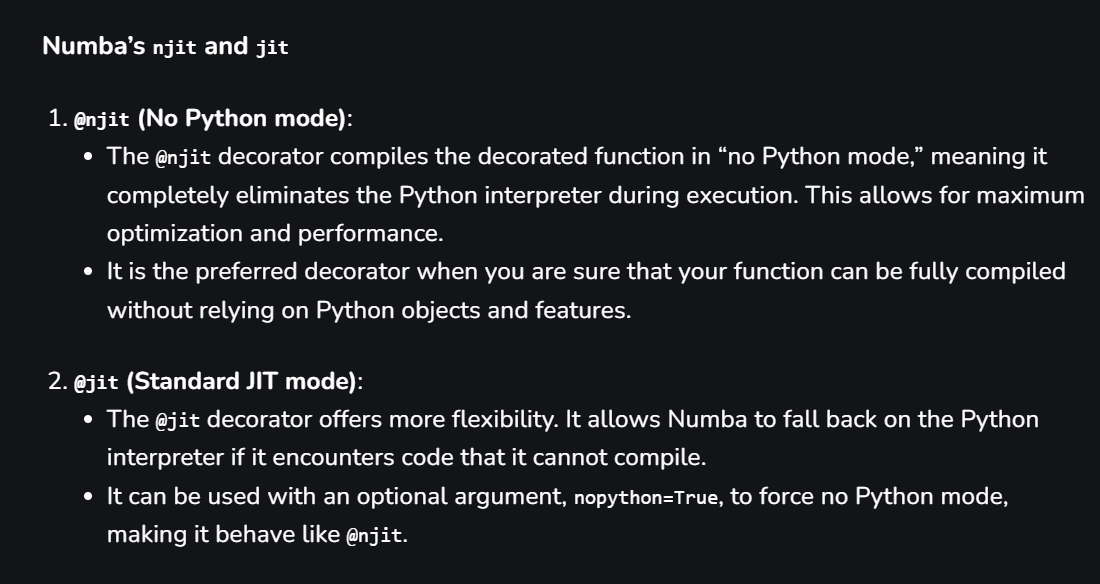 Numba’s njit and jit
1. @njit (No Python mode):
• The @njit decorator compiles the decorated function in “no Python mode,” meaning it
completely eliminates the Python interpreter during execution. This allows for maximum
optimization and performance.
• It is the preferred decorator when you are sure that your function can be fully compiled
without relying on Python objects and features.
2. @jit (Standard JIT mode):
• The @jit decorator offers more flexibility. It allows Numba to fall back on the Python
interpreter if it encounters code that it cannot compile.
• It can be used with an optional argument, nopython=True, to force no Python mode,
making it behave like @njit.